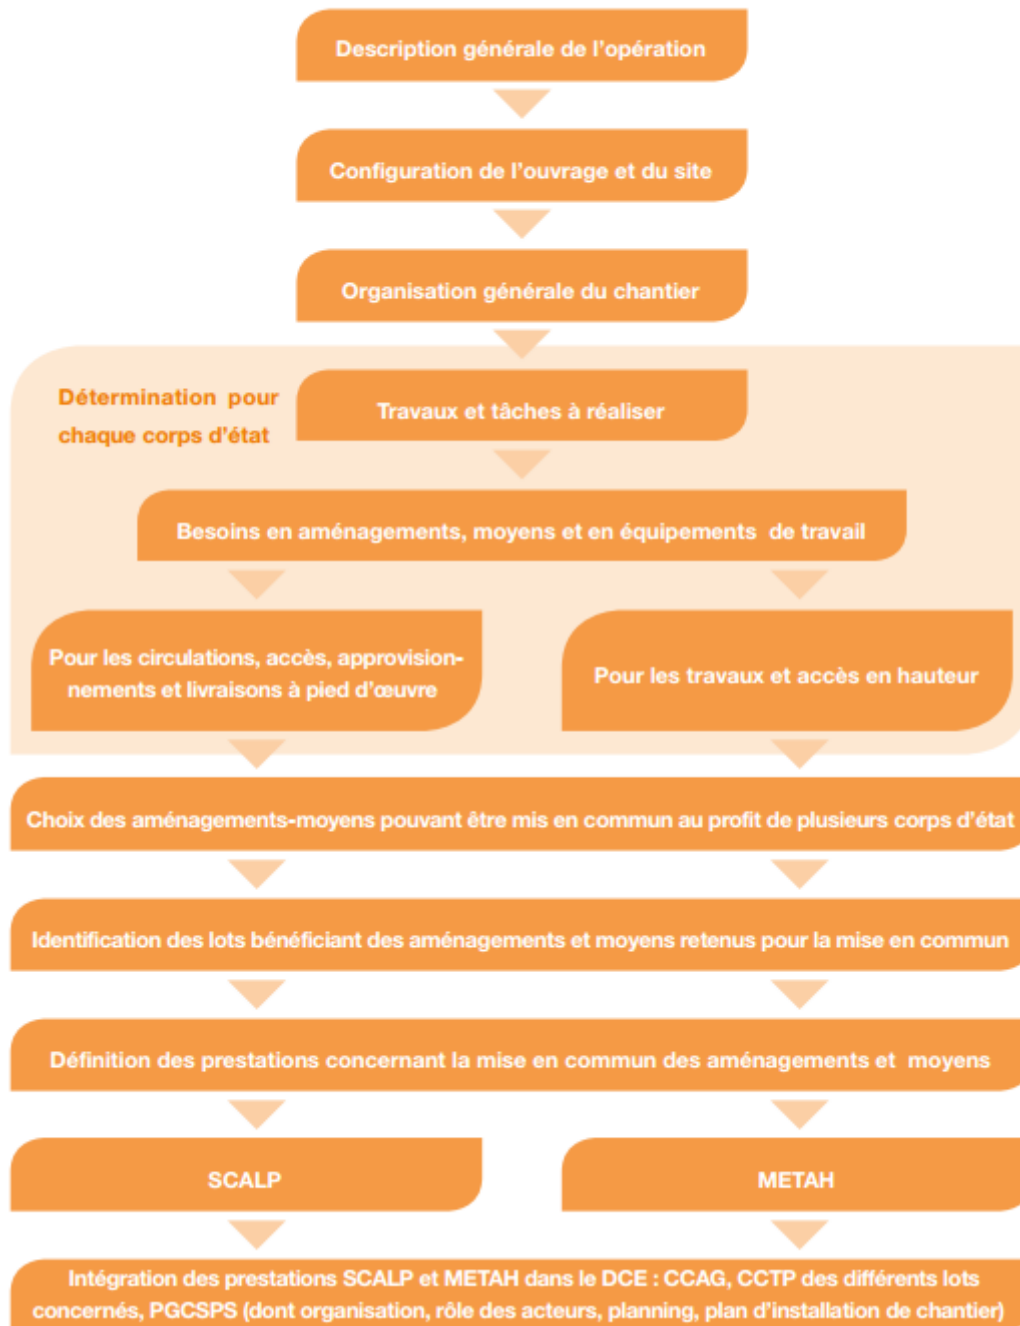 Description générale de l'opération
Configuration de l'ouvrage et du site
Organisation générale du chantier
Détermination pour
chaque corps d'état
Travaux et tâches à réaliser
Besoins en aménagements, moyens et en équipements de travail
Pour les circulations, accès, approvision-
nements et livraisons à pied d'œuvre
Pour les travaux et accès en hauteur
Choix des aménagements-moyens pouvant être mis en commun au profit de plusieurs corps d'état
Identification des lots bénéficiant des aménagements et moyens retenus pour la mise en commun
Définition des prestations concernant la mise en commun des aménagements et moyens
SCALP
METAH
Intégration des prestations SCALP et METAH dans le DCE : CCAG, CCTP des différents lots
concernés, PGCSPS (dont organisation, rôle des acteurs, planning, plan d'installation de chantier)